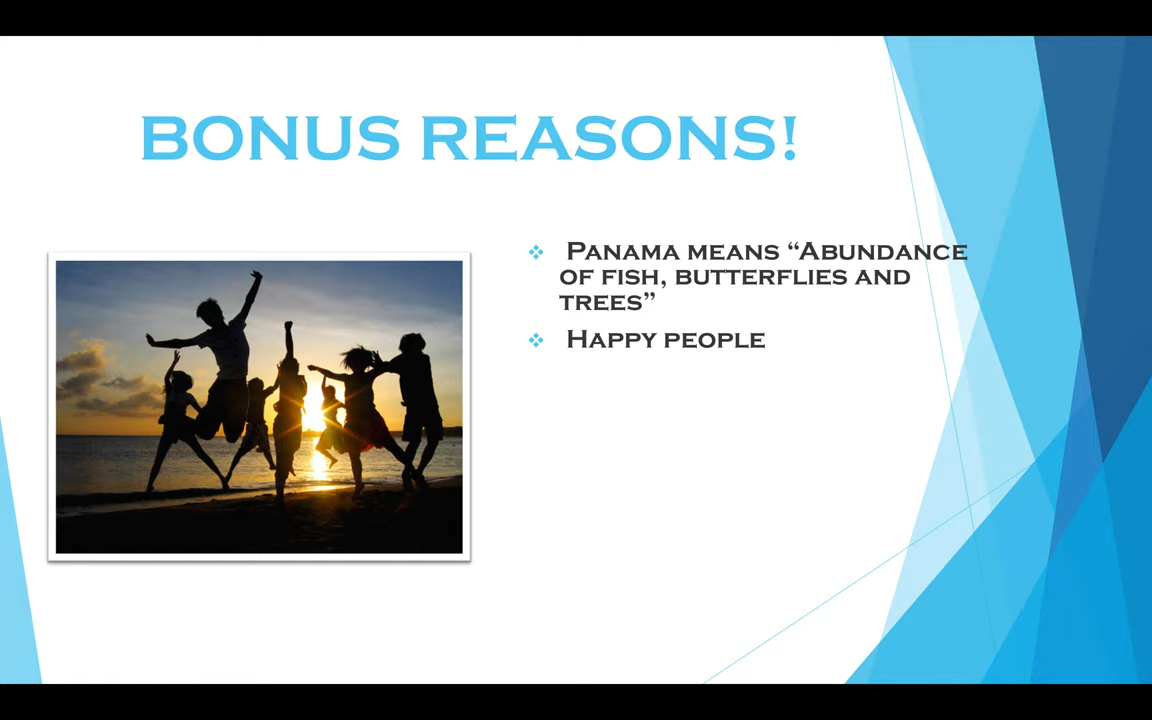 BONUS REASONS!
Panama means “Abundance
of fish, butterflies and
trees”
Happy people